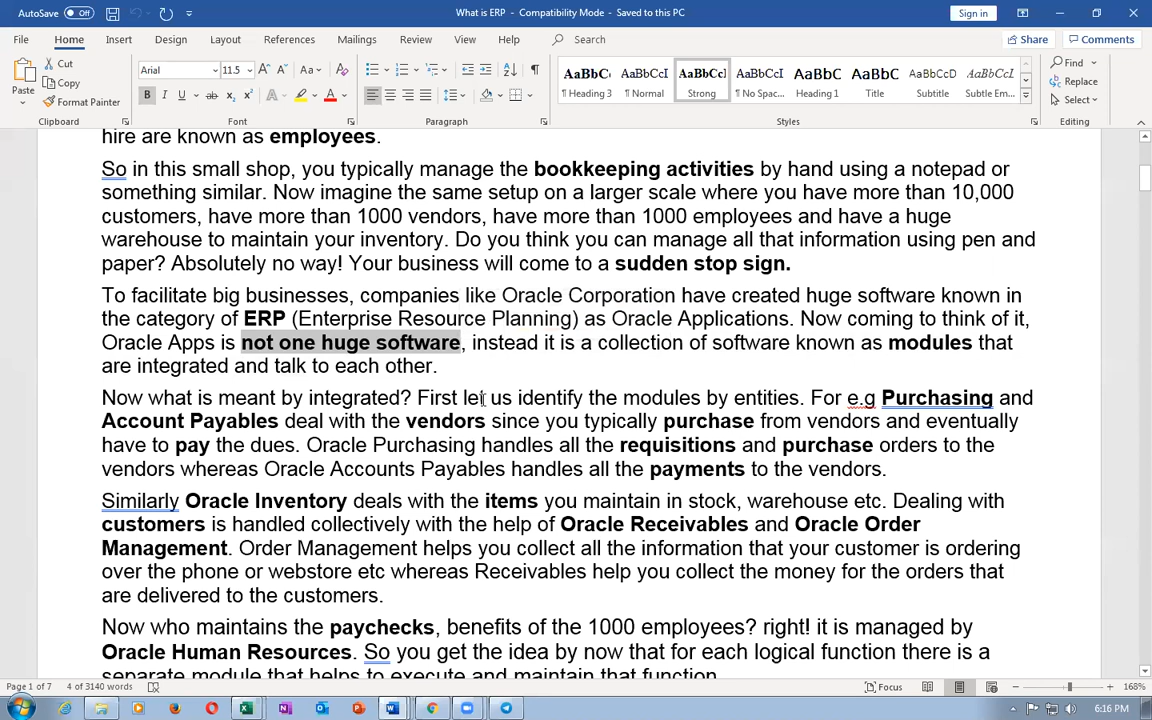 AutoSave Off
What is ERP - Compatibility Mode - Saved to this PC
Sign in
File Home Insert Design Layout References Mailings Review View Help Search
Share Comments
Paste
Cut
Copy
Format Painter
Clipboard
Arial 11.5
Font
Paragraph
AaBbC ¶ Heading 3
AaBbCcI ¶ Normal
AaBbCc Strong
AaBbCcI ¶ No Spac...
AaBbC Heading 1
AaBbC Title
AaBbCcD Subtitle
AaBbCcI Subtle Em...
Styles
Find
Replace
Select
Editing
hire are known as employees.
So in this small shop, you typically manage the bookkeeping activities by hand using a notepad or
something similar. Now imagine the same setup on a larger scale where you have more than 10,000
customers, have more than 1000 vendors, have more than 1000 employees and have a huge
warehouse to maintain your inventory. Do you think you can manage all that information using pen and
paper? Absolutely no way! Your business will come to a sudden stop sign.
To facilitate big businesses, companies like Oracle Corporation have created huge software known in
the category of ERP (Enterprise Resource Planning) as Oracle Applications. Now coming to think of it,
Oracle Apps is not one huge software, instead it is a collection of software known as modules that
are integrated and talk to each other.
Now what is meant by integrated? First let us identify the modules by entities. For e.g Purchasing and
Account Payables deal with the vendors since you typically purchase from vendors and eventually
have to pay the dues. Oracle Purchasing handles all the requisitions and purchase orders to the
vendors whereas Oracle Accounts Payables handles all the payments to the vendors.
Similarly Oracle Inventory deals with the items you maintain in stock, warehouse etc. Dealing with
customers is handled collectively with the help of Oracle Receivables and Oracle Order
Management. Order Management helps you collect all the information that your customer is ordering
over the phone or webstore etc whereas Receivables help you collect the money for the orders that
are delivered to the customers.
Now who maintains the paychecks, benefits of the 1000 employees? right! it is managed by
Oracle Human Resources. So you get the idea by now that for each logical function there is a
separate module that helps to execute and maintain that function.
Page 1 of 7 4 of 3140 words
Focus
168%
6:16 PM